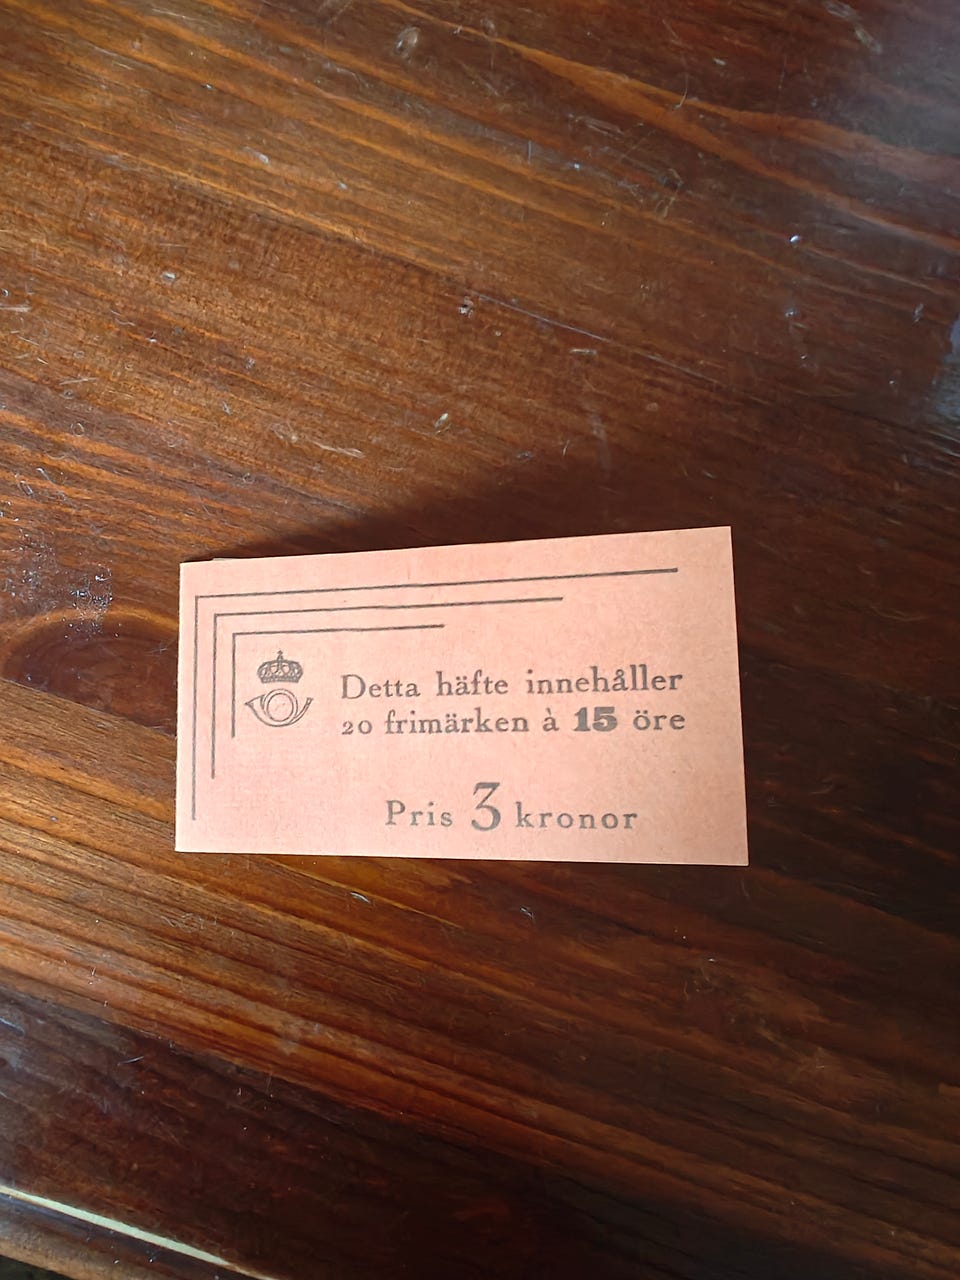 Detta häfte innehåller
20 frimärken à 15 öre
Pris 3 kronor